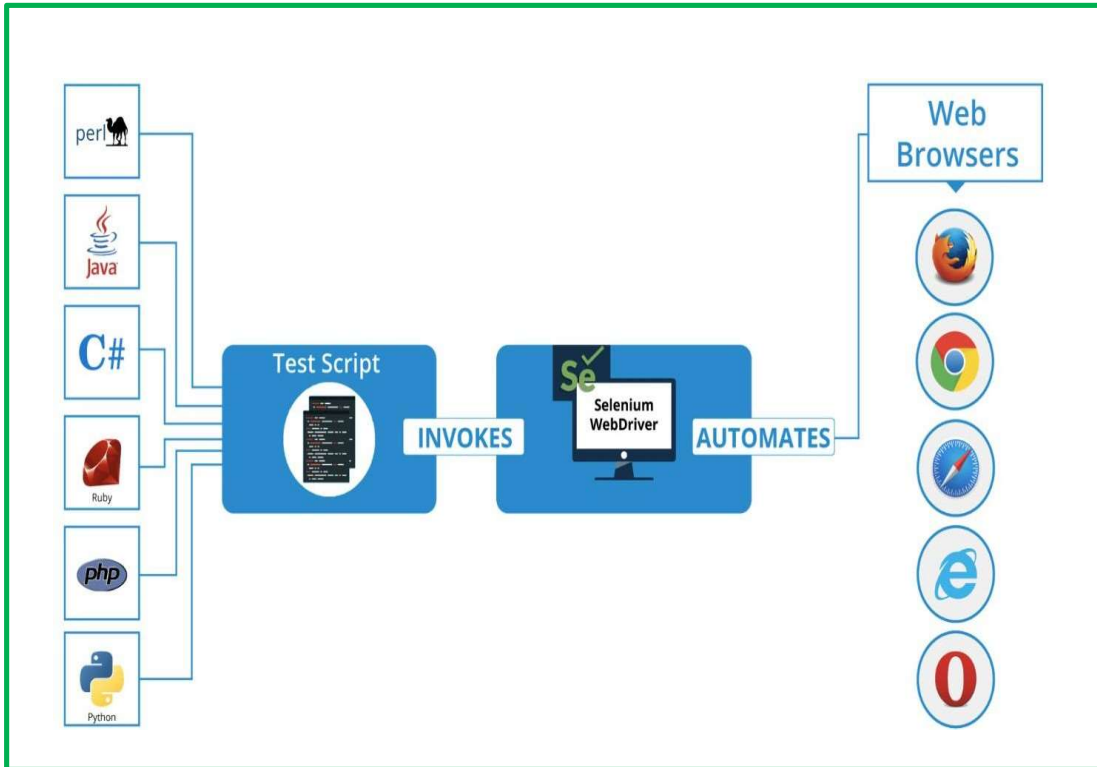 perl
Java
C#
Ruby
php
Python
Test Script
INVOKES
Se
Selenium
WebDriver
AUTOMATES
Web
Browsers